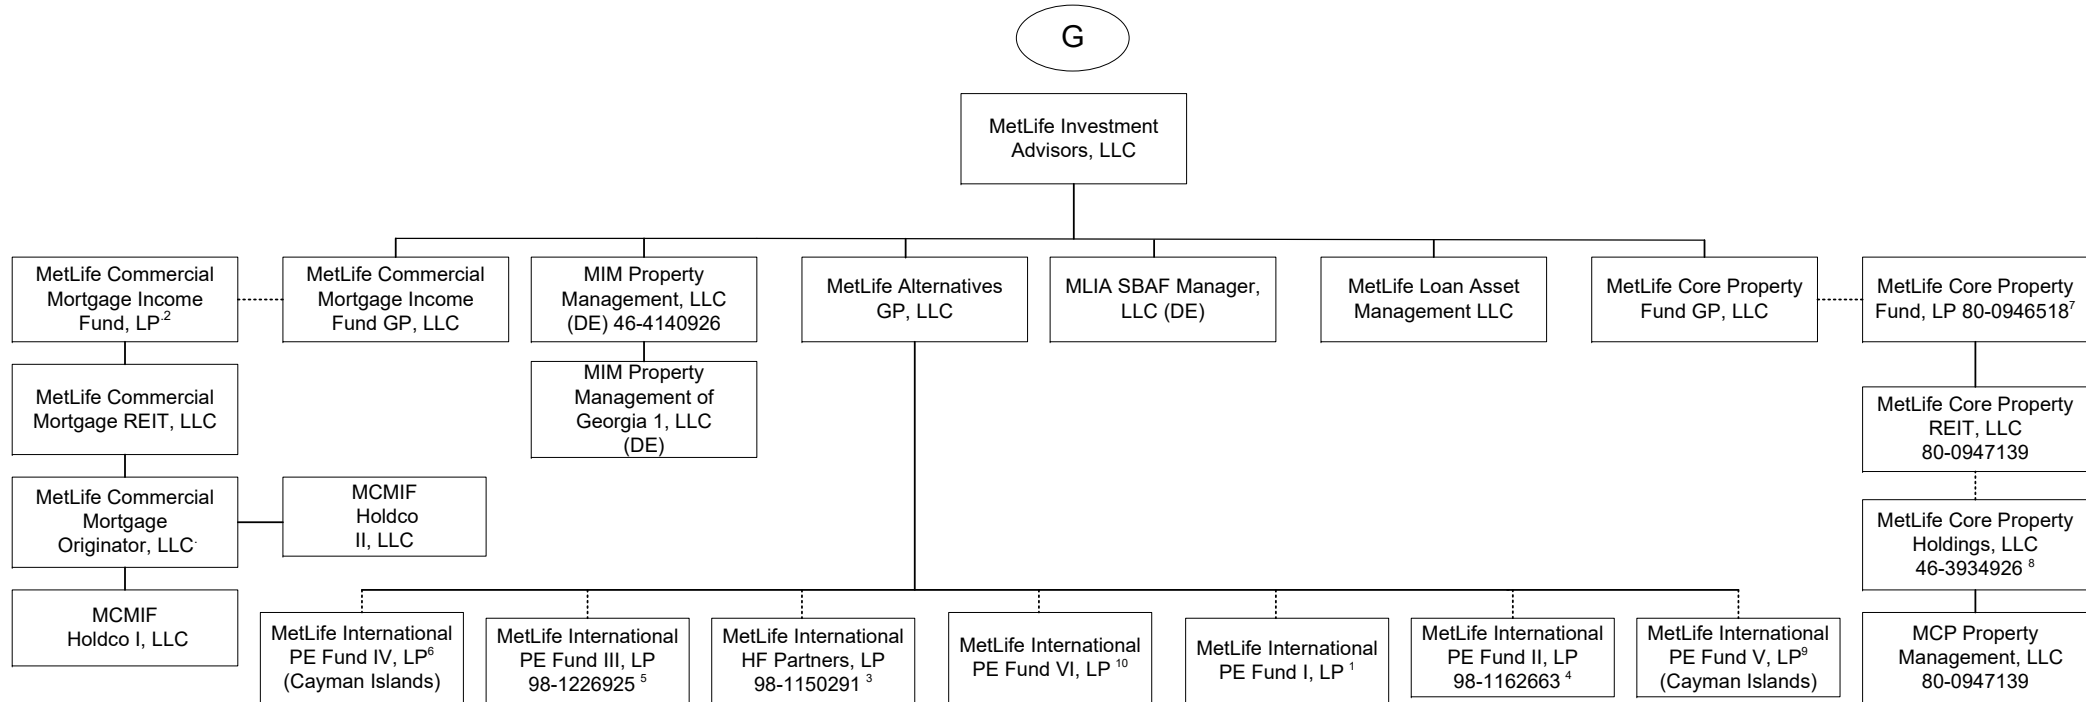 G
MetLife Investment
Advisors, LLC
MetLife Commercial
Mortgage Income
Fund, LP.2
MetLife Commercial
Mortgage Income
Fund GP, LLC
MIM Property
Management, LLC
(DE) 46-4140926
MetLife Alternatives
GP, LLC
MLIA SBAF Manager,
LLC (DE)
MetLife Loan Asset
Management LLC
MetLife Core Property
Fund GP, LLC
MetLife Core Property
Fund, LP 80-0946518⁷
MetLife Commercial
Mortgage REIT, LLC
MIM Property
Management of
Georgia 1, LLC
(DE)
MetLife Core Property
REIT, LLC
80-0947139
MetLife Commercial
Mortgage
Originator, LLC.
MCMIF
Holdco
II, LLC
MetLife Core Property
Holdings, LLC
46-3934926 ⁸
MCMIF
Holdco I, LLC
MetLife International
PE Fund IV, LP⁶
(Cayman Islands)
MetLife International
PE Fund III, LP
98-1226925 ⁵
MetLife International
HF Partners, LP
98-1150291 ³
MetLife International
PE Fund VI, LP ¹⁰
MetLife International
PE Fund I, LP ¹
MetLife International
PE Fund II, LP
98-1162663 ⁴
MetLife International
PE Fund V, LP⁹
(Cayman Islands)
MCP Property
Management, LLC
80-0947139